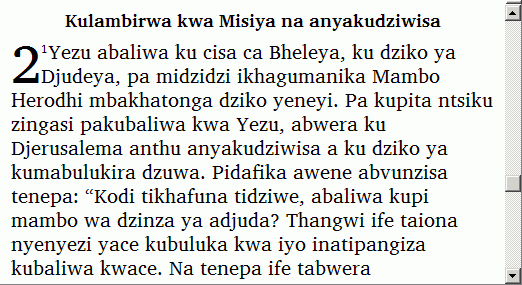 Kulambirwa kwa Misiya na anyakudziwisa
2 ¹Yezu abaliwa ku cisa ca Bheleya, ku dziko ya
Djudeya, pa midzidzi ikhagumanika Mambo
Herodhi mbakhatonga dziko yeneyi. Pa kupita ntsiku
zingasi pakubaliwa kwa Yezu, abwera ku
Djerusalema anthu anyakudziwisa a ku dziko ya
kumabulukira dzuwa. Pidafika awene abvunzisa
tenepa: “Kodi tikhafuna tidziwe, abaliwa kupi
mambo wa dzinza ya adjuda? Thangwi ife taiona
nyenyezi yace kubuluka kwa iyo inatipangiza
kubaliwa kwace. Na tenepa ife tabwera